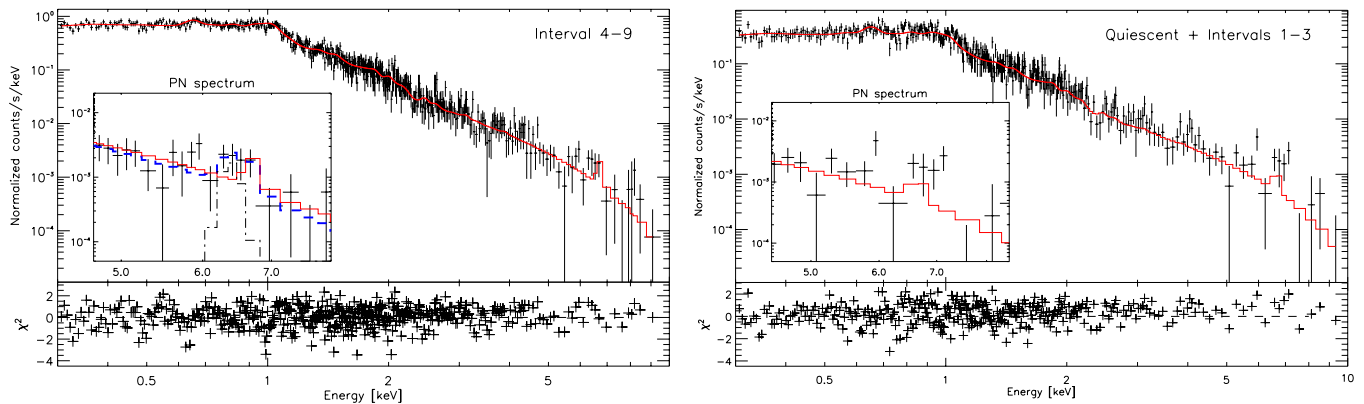 Interval 4−9
PN spectrum
Normalized counts/s/keV
10⁰
10⁻¹
10⁻²
10⁻³
10⁻⁴
10⁻²
10⁻³
10⁻⁴
5.0 6.0 7.0
χ²
2
0
−2
−4
0.5 1 2 5
Energy [keV]
Quiescent + Intervals 1−3
PN spectrum
Normalized counts/s/keV
10⁰
10⁻¹
10⁻²
10⁻³
10⁻⁴
10⁻²
10⁻³
10⁻⁴
5.0 6.0 7.0
χ²
2
0
−2
−4
0.5 1 2 5 10
Energy [keV]